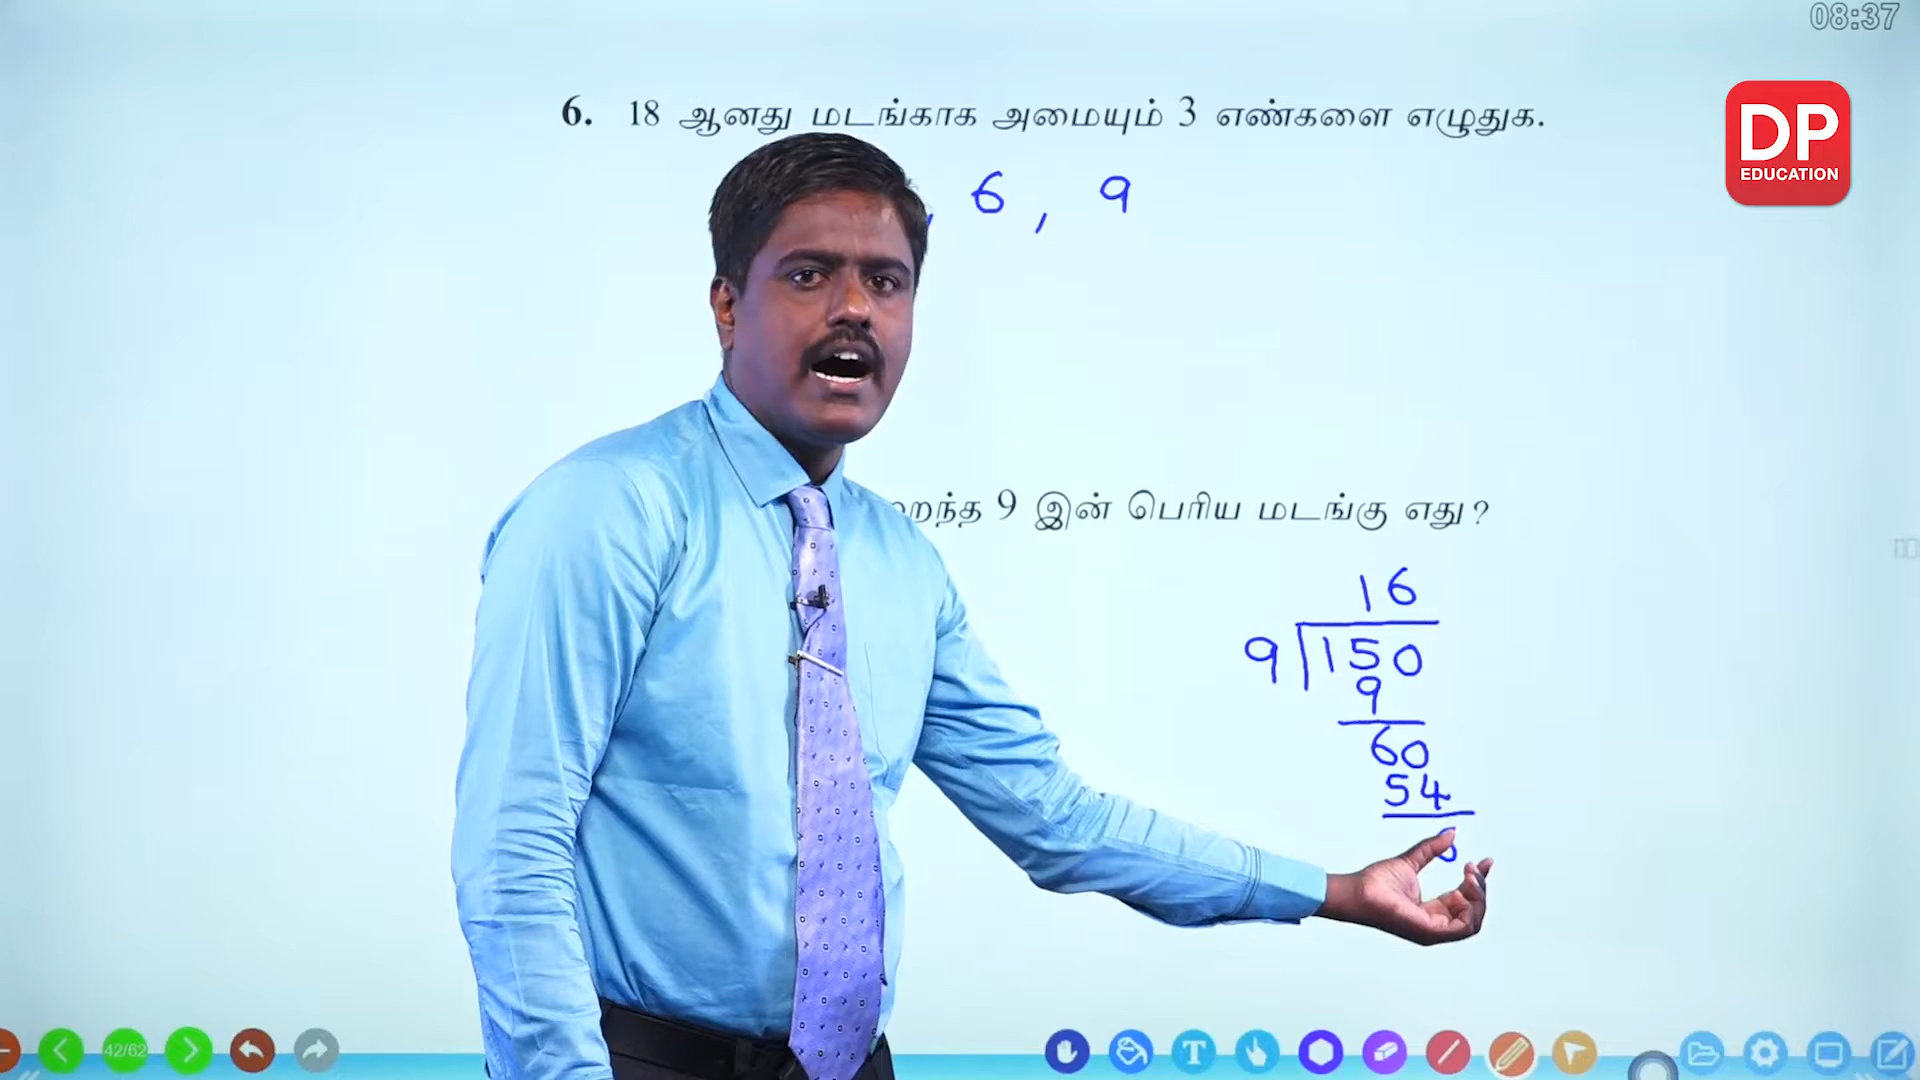 08:37
DP
EDUCATION
6. 18 ஆனது மடங்காக அமையும் 3 எண்களை எழுதுக.
, 6 , 9
9 இன் பெரிய மடங்கு எது?
16
9 150
9
60
54
42/62
T